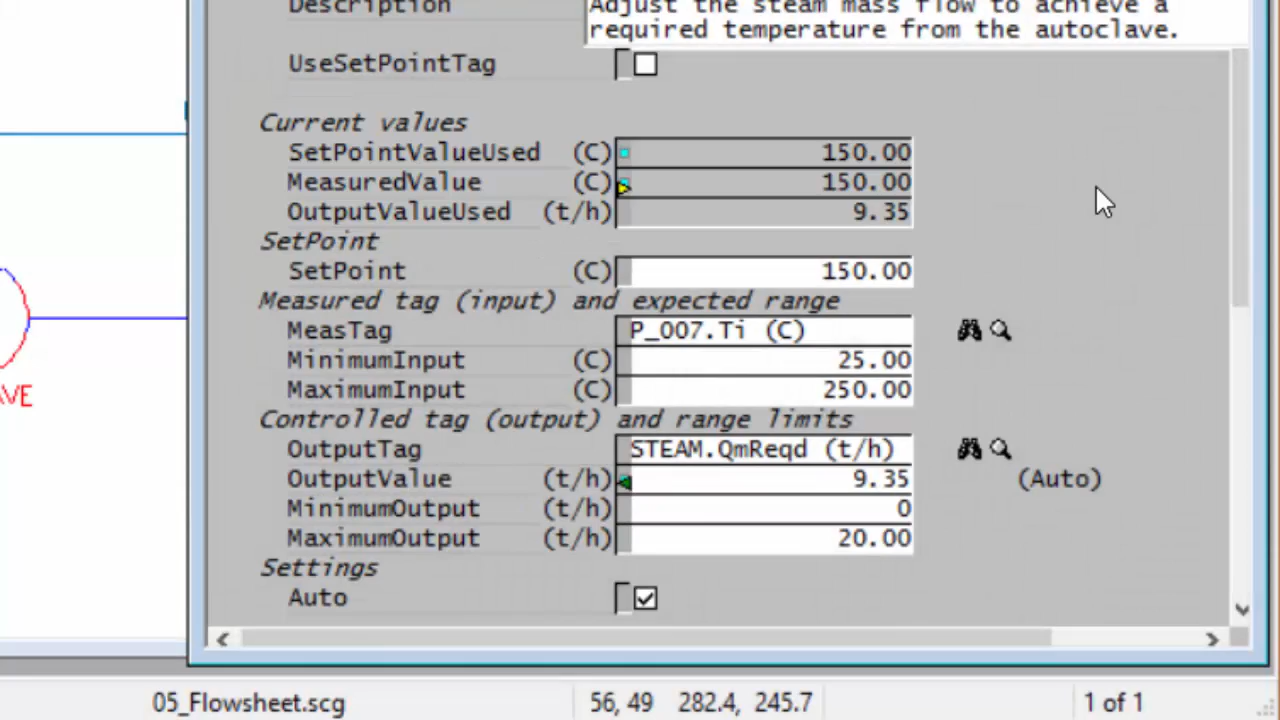 Description Adjust the steam mass flow to achieve a
required temperature from the autoclave.
UseSetPointTag
Current values
SetPointValueUsed (C) 150.00
MeasuredValue (C) 150.00
OutputValueUsed (t/h) 9.35
SetPoint
SetPoint (C) 150.00
Measured tag (input) and expected range
MeasTag P_007.Ti (C)
MinimumInput (C) 25.00
MaximumInput (C) 250.00
Controlled tag (output) and range limits
OutputTag STEAM.QmReqd (t/h)
OutputValue (t/h) 9.35 (Auto)
MinimumOutput (t/h) 0
MaximumOutput (t/h) 20.00
Settings
Auto
AVE
05_Flowsheet.scg 56, 49 282.4, 245.7 1 of 1